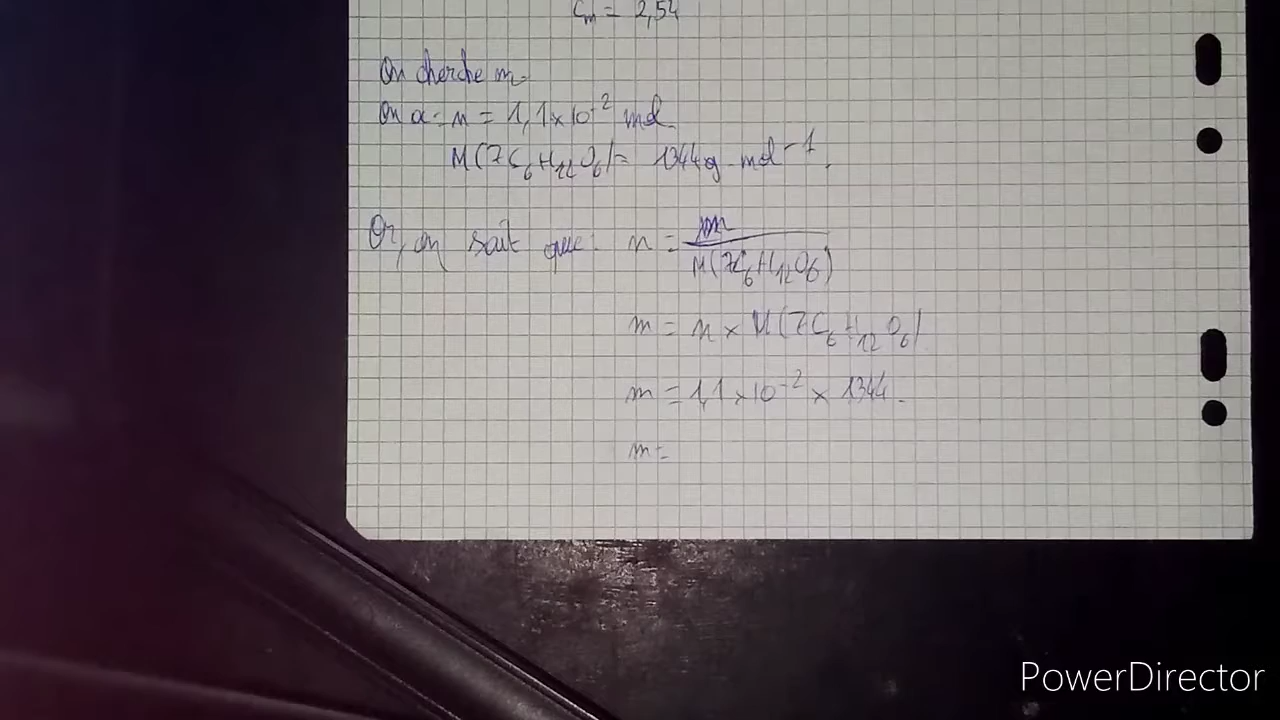 Cm = 2,54
On cherche m.
On a : n = 1,1 × 10⁻² mol
M(7C₆H₁₂O₆) = 1344 g . mol⁻¹.
Or, on sait que : n = m / M(7C₆H₁₂O₆)
m = n × M(7C₆H₁₂O₆)
m = 1,1 × 10⁻² × 1344.
m =
PowerDirector